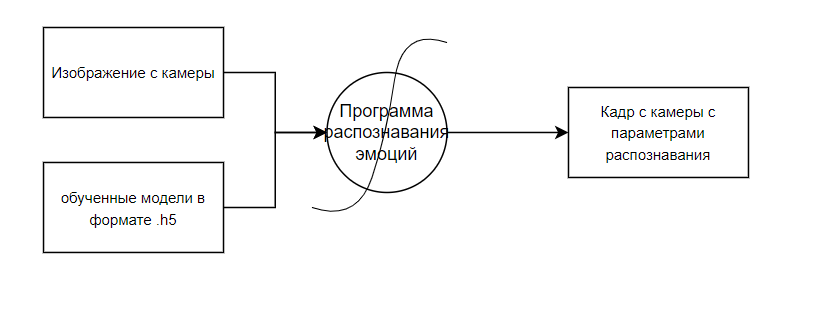 Изображение с камеры
обученные модели в
формате .h5
Программа
распознавания
эмоций
Кадр с камеры с
параметрами
распознавания